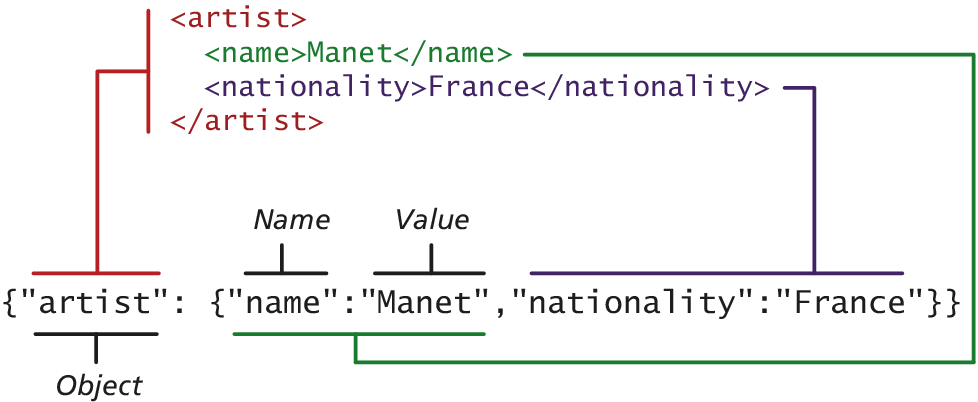 <artist>
<name>Manet</name>
<nationality>France</nationality>
</artist>
Name Value
{"artist": {"name":"Manet","nationality":"France"}}
Object